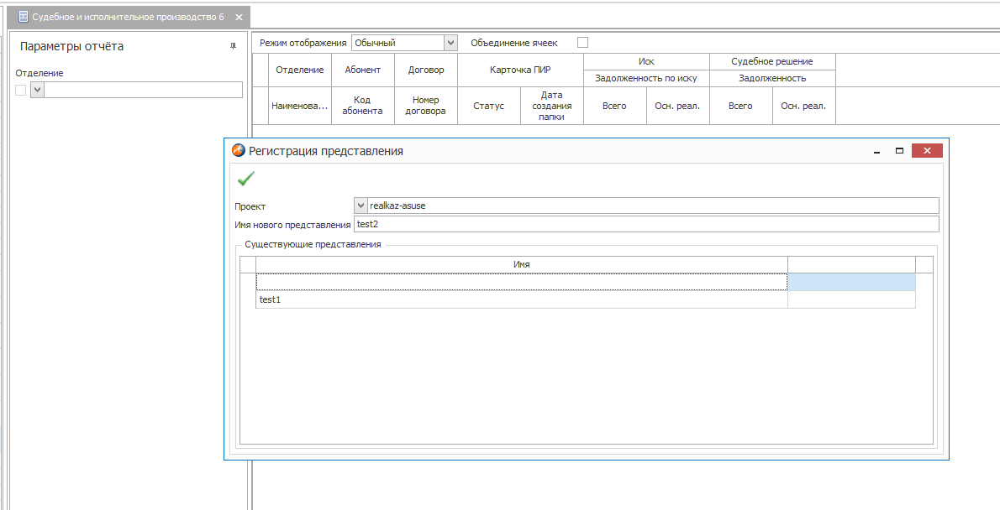 Судебное и исполнительное производство 6
Параметры отчёта
Отделение
Режим отображения Обычный Объединение ячеек
Отделение Абонент Договор Карточка ПИР Иск Судебное решение
Задолженность по иску Задолженность
Наименова... Код абонента Номер договора Статус Дата создания папки Всего Осн. реал. Всего Осн. реал.
Регистрация представления
Проект realkaz-asuse
Имя нового представления test2
Существующие представления
Имя
test1